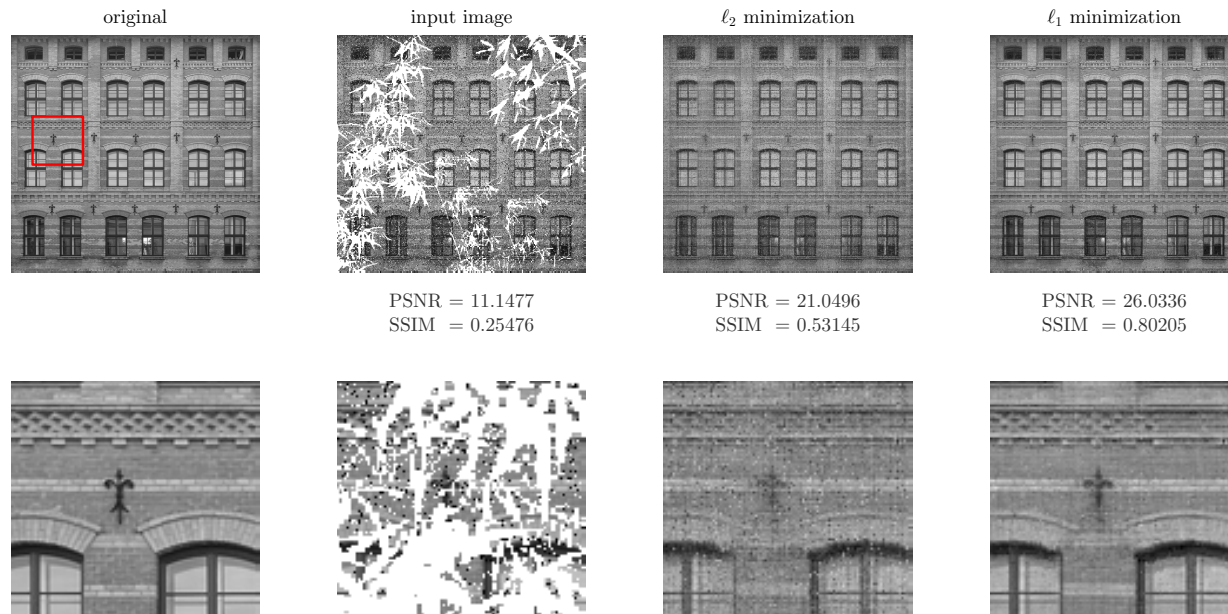 original
input image
ℓ₂ minimization
ℓ₁ minimization
PSNR = 11.1477
SSIM = 0.25476
PSNR = 21.0496
SSIM = 0.53145
PSNR = 26.0336
SSIM = 0.80205